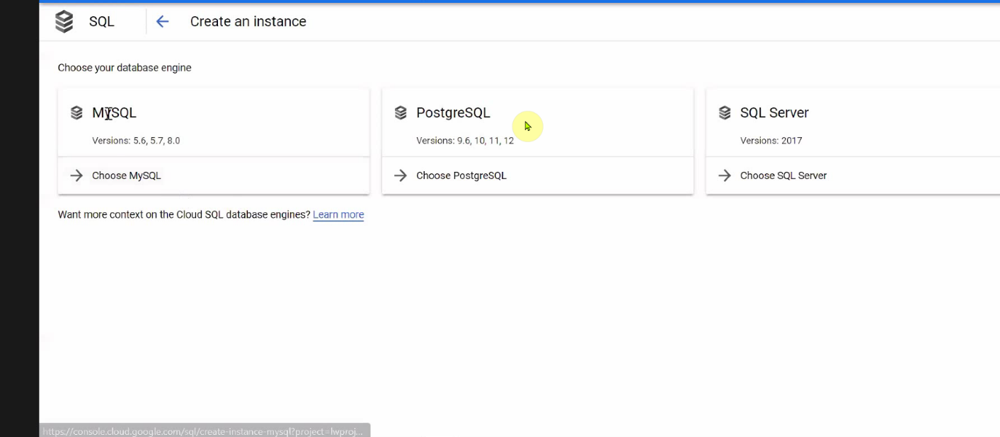 SQL
Create an instance
Choose your database engine
MySQL
Versions: 5.6, 5.7, 8.0
Choose MySQL
PostgreSQL
Versions: 9.6, 10, 11, 12
Choose PostgreSQL
SQL Server
Versions: 2017
Choose SQL Server
Want more context on the Cloud SQL database engines? Learn more
https://console.cloud.google.com/sql/create-instance-mysql?project=lwproj...